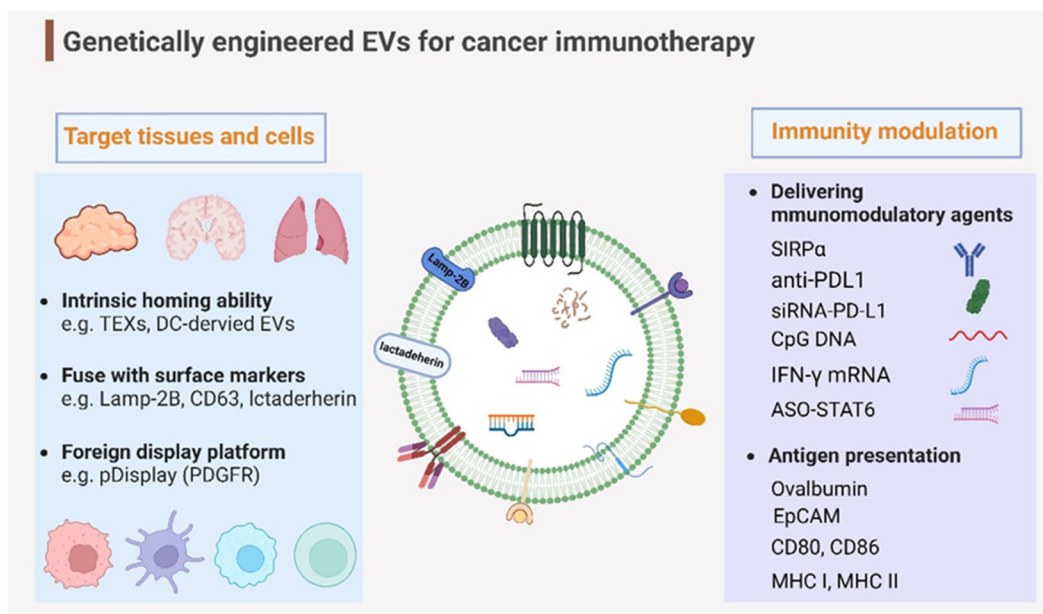 Genetically engineered EVs for cancer immunotherapy
Target tissues and cells
• Intrinsic homing ability
e.g. TEXs, DC-dervied EVs
• Fuse with surface markers
e.g. Lamp-2B, CD63, lctaderherin
• Foreign display platform
e.g. pDisplay (PDGFR)
Lamp-2B
lactadeherin
Immunity modulation
• Delivering
mmunomodulatory agents
SIRPα
anti-PDL1
siRNA-PD-L1
CpG DNA
IFN-γ mRNA
ASO-STAT6
• Antigen presentation
Ovalbumin
EpCAM
CD80, CD86
MHC I, MHC II